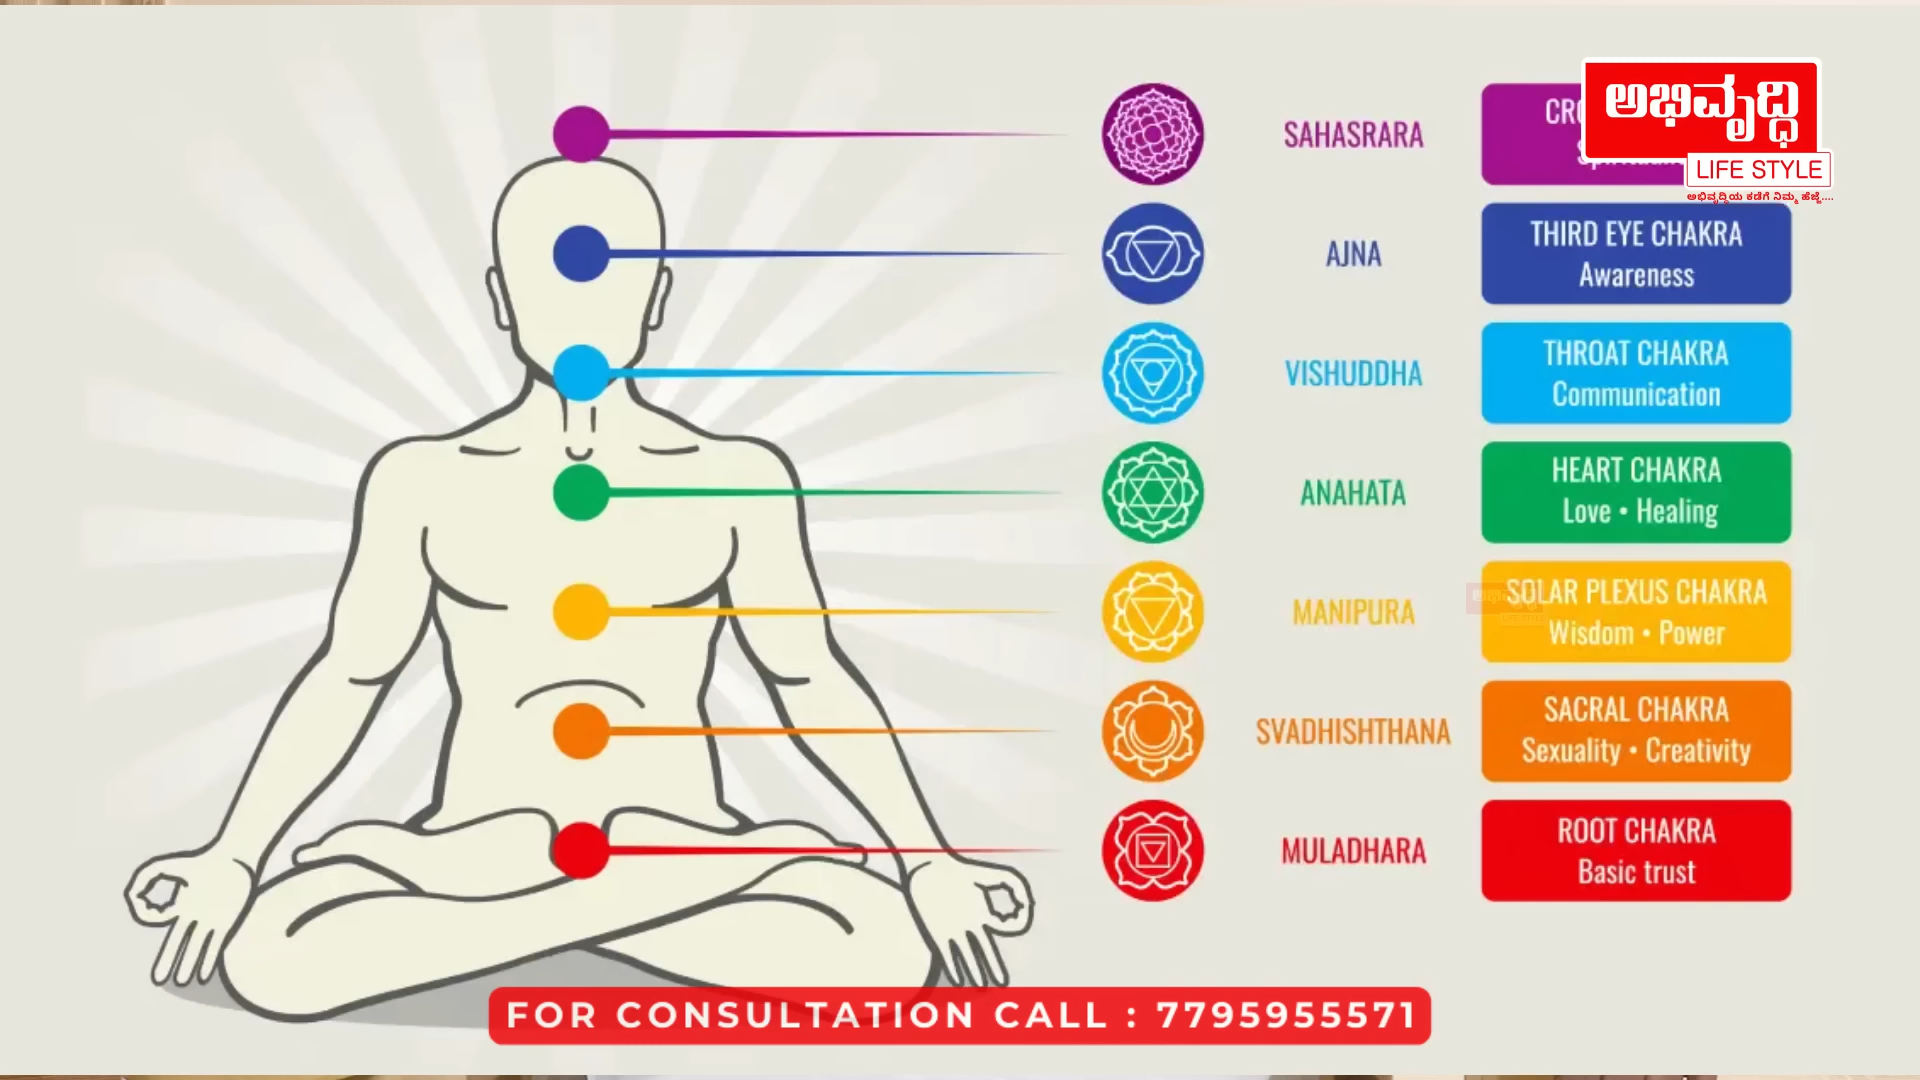 SAHASRARA
ಅಭಿವೃದ್ಧಿ
LIFE STYLE
ಅಭಿವೃದ್ಧಿಯ ಕಡೆಗೆ ನಿಮ್ಮ ಹೆಜ್ಜೆ....
AJNA
THIRD EYE CHAKRA
Awareness
VISHUDDHA
THROAT CHAKRA
Communication
ANAHATA
HEART CHAKRA
Love • Healing
MANIPURA
SOLAR PLEXUS CHAKRA
Wisdom • Power
SVADHISHTHANA
SACRAL CHAKRA
Sexuality • Creativity
MULADHARA
ROOT CHAKRA
Basic trust
FOR CONSULTATION CALL : 7795955571